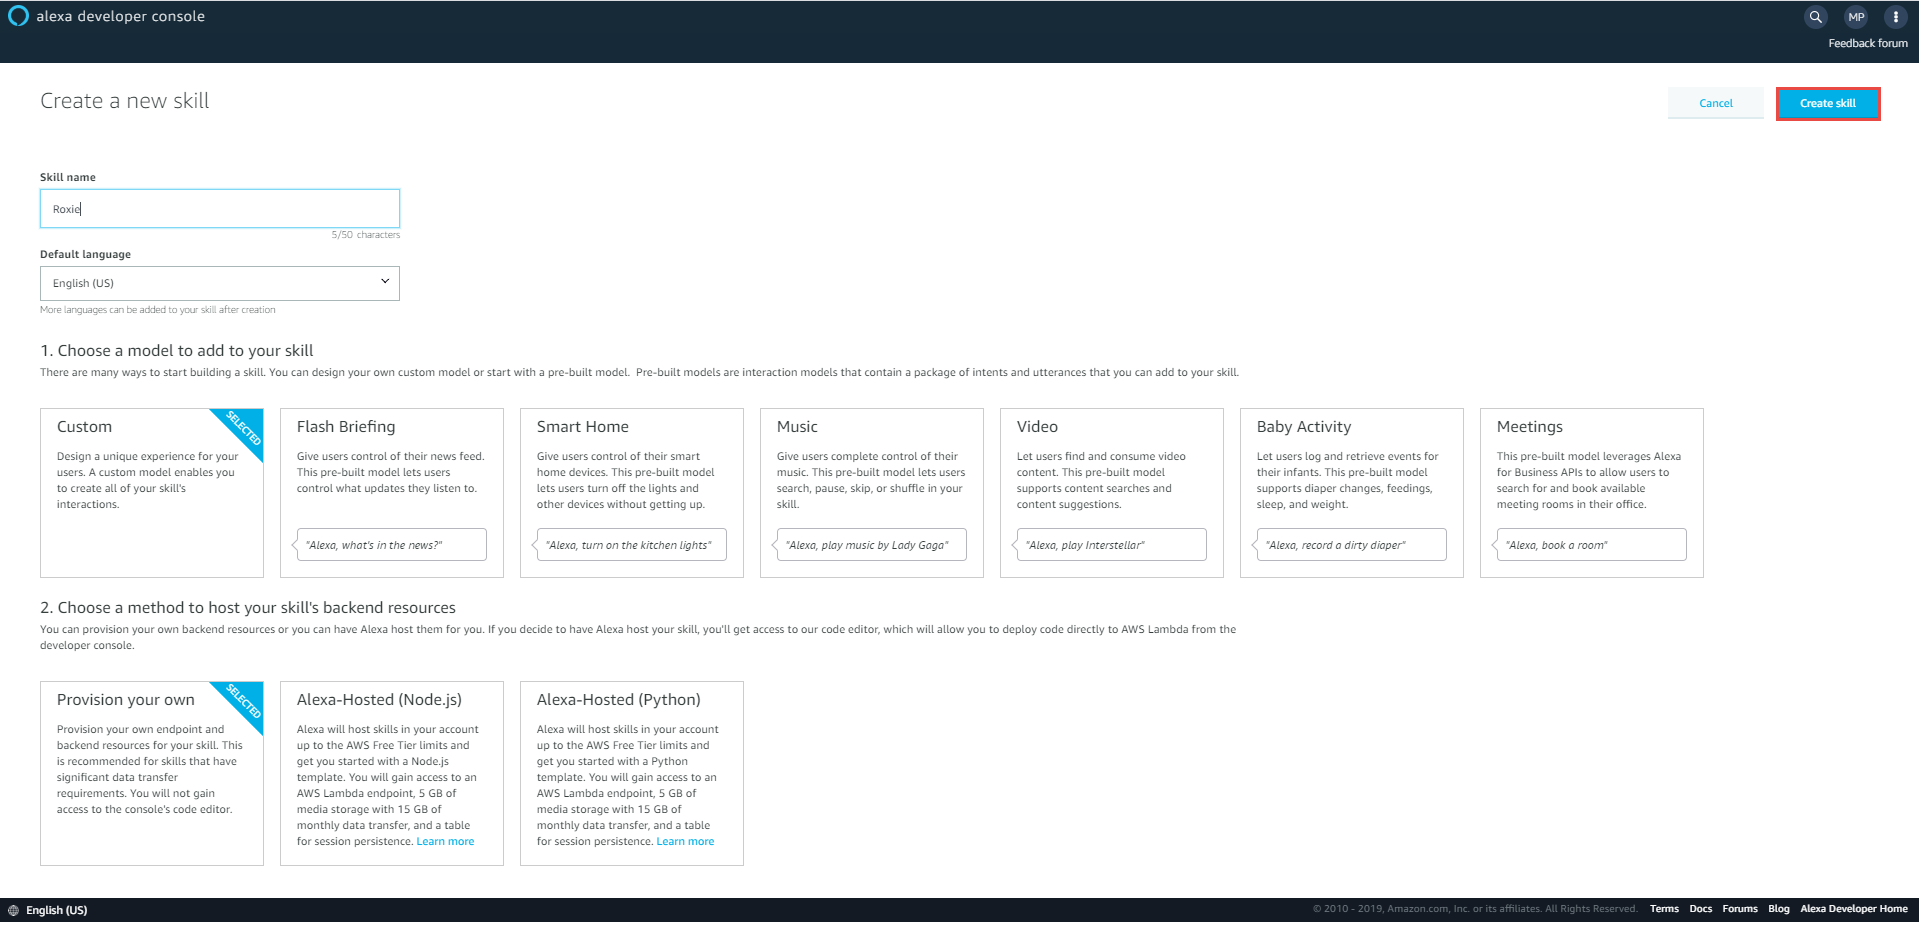 alexa developer console
MP
Feedback forum
Create a new skill
Cancel
Create skill
Skill name
Roxie
5/50 characters
Default language
English (US)
More languages can be added to your skill after creation
1. Choose a model to add to your skill
There are many ways to start building a skill. You can design your own custom model or start with a pre-built model. Pre-built models are interaction models that contain a package of intents and utterances that you can add to your skill.
Custom
SELECTED
Design a unique experience for your
users. A custom model enables you
to create all of your skill's
interactions.
Flash Briefing
Give users control of their news feed.
This pre-built model lets users
control what updates they listen to.
"Alexa, what's in the news?"
Smart Home
Give users control of their smart
home devices. This pre-built model
lets users turn off the lights and
other devices without getting up.
"Alexa, turn on the kitchen lights"
Music
Give users complete control of their
music. This pre-built model lets users
search, pause, skip, or shuffle in your
skill.
"Alexa, play music by Lady Gaga"
Video
Let users find and consume video
content. This pre-built model
supports content searches and
content suggestions.
"Alexa, play Interstellar"
Baby Activity
Let users log and retrieve events for
their infants. This pre-built model
supports diaper changes, feedings,
sleep, and weight.
"Alexa, record a dirty diaper"
Meetings
This pre-built model leverages Alexa
for Business APIs to allow users to
search for and book available
meeting rooms in their office.
"Alexa, book a room"
2. Choose a method to host your skill's backend resources
You can provision your own backend resources or you can have Alexa host them for you. If you decide to have Alexa host your skill, you'll get access to our code editor, which will allow you to deploy code directly to AWS Lambda from the
developer console.
Provision your own
SELECTED
Provision your own endpoint and
backend resources for your skill. This
is recommended for skills that have
significant data transfer
requirements. You will not gain
access to the console's code editor.
Alexa-Hosted (Node.js)
Alexa will host skills in your account
up to the AWS Free Tier limits and
get you started with a Node.js
template. You will gain access to an
AWS Lambda endpoint, 5 GB of
media storage with 15 GB of
monthly data transfer, and a table
for session persistence. Learn more
Alexa-Hosted (Python)
Alexa will host skills in your account
up to the AWS Free Tier limits and
get you started with a Python
template. You will gain access to an
AWS Lambda endpoint, 5 GB of
media storage with 15 GB of
monthly data transfer, and a table
for session persistence. Learn more
English (US)
© 2010 - 2019, Amazon.com, Inc. or its affiliates. All Rights Reserved.
Terms
Docs
Forums
Blog
Alexa Developer Home